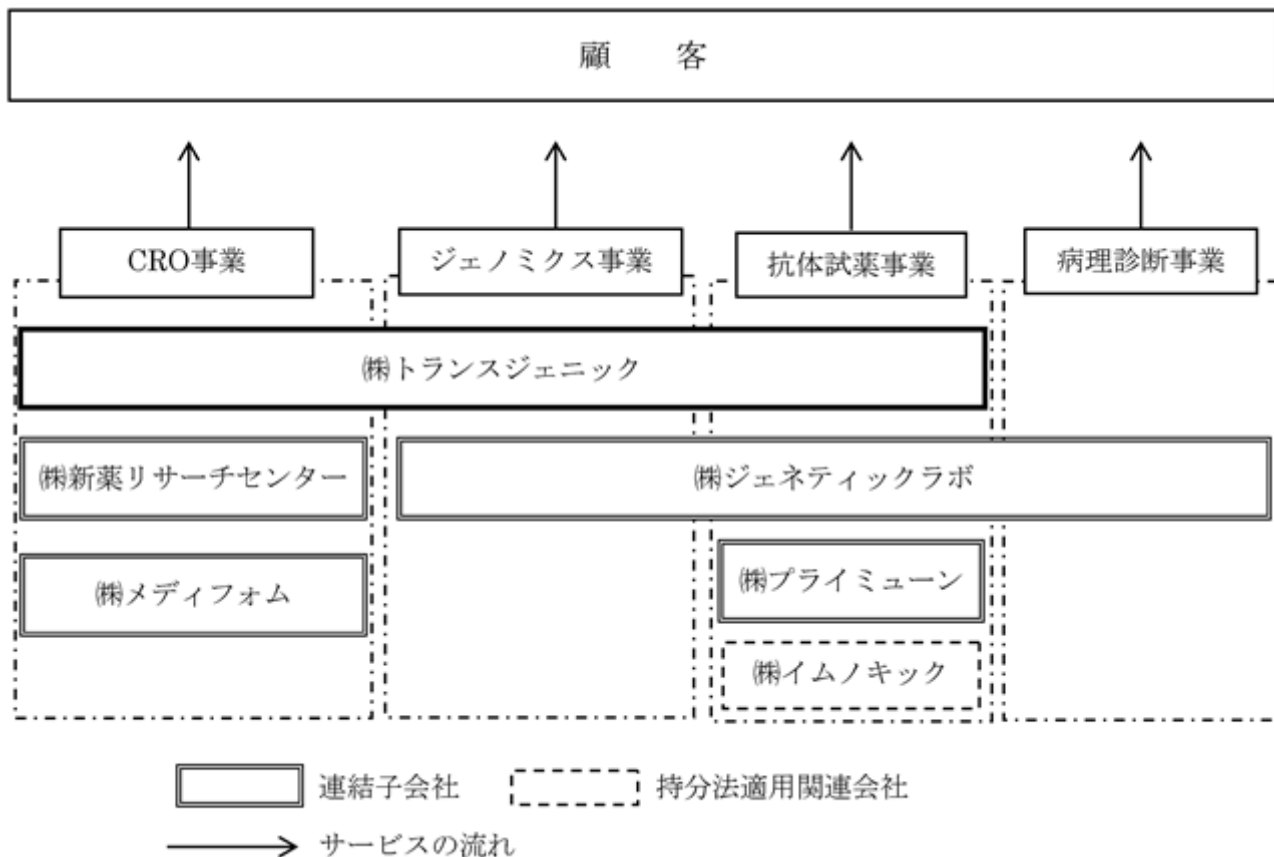 顧　　客
CRO事業
ジェノミクス事業
抗体試薬事業
病理診断事業
㈱トランスジェニック
㈱新薬リサーチセンター
㈱ジェネティックラボ
㈱メディフォム
㈱プライミューン
㈱イムノキック
連結子会社
持分法適用関連会社
サービスの流れ